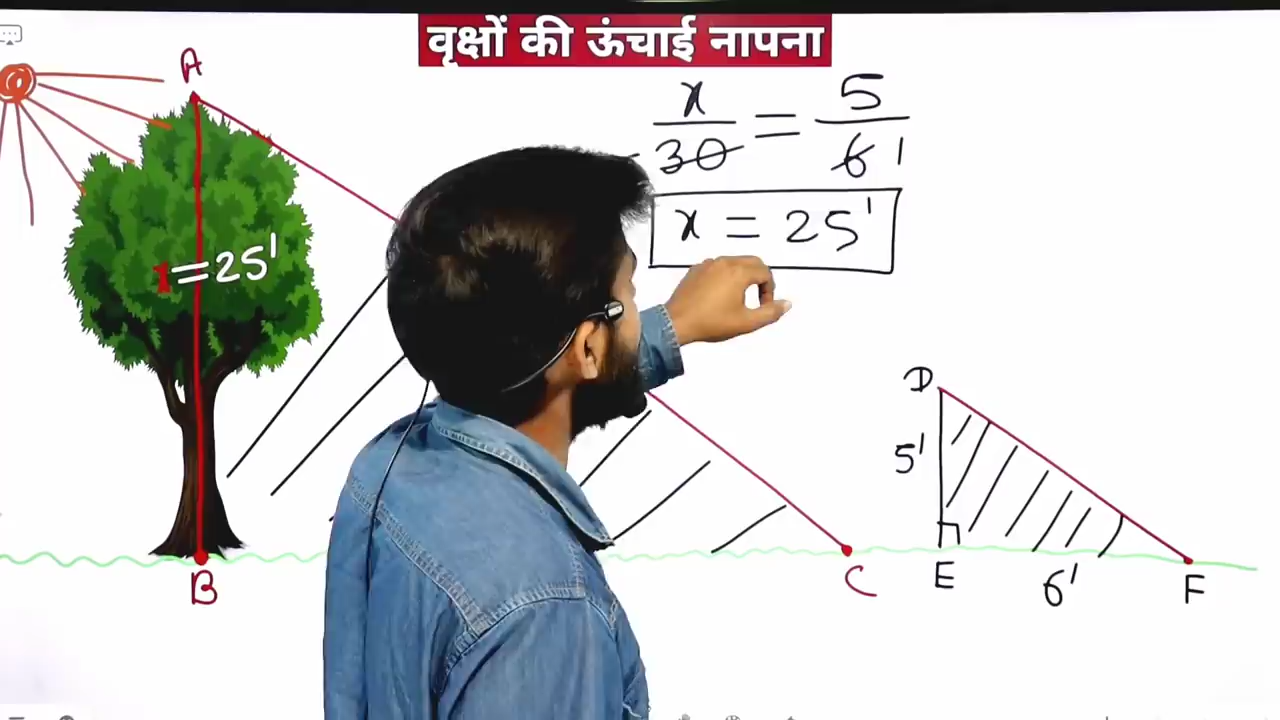 वृक्षों की ऊंचाई नापना
A
x/30 = 5/6'
x = 25'
= 25'
D
5'
B
C
E
6'
F